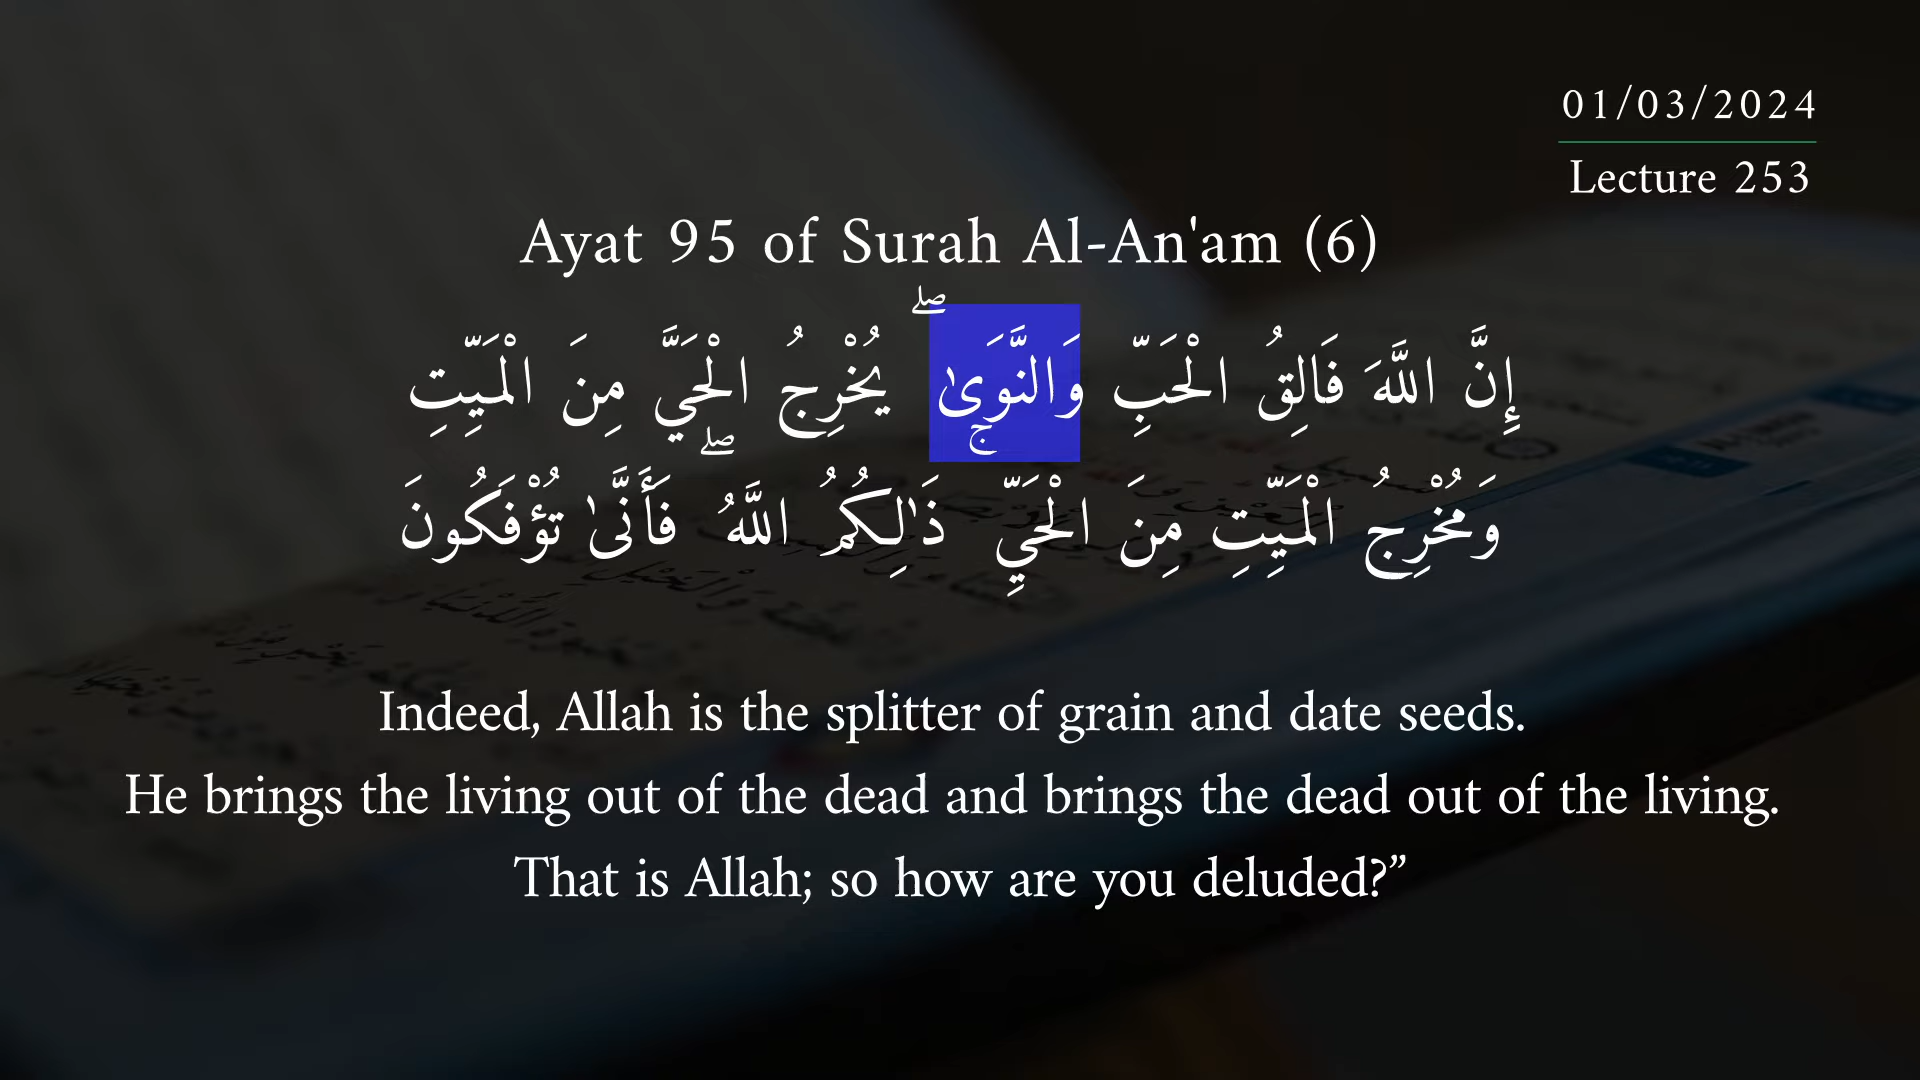 01/03/2024
Lecture 253
Ayat 95 of Surah Al-An'am (6)
إِنَّ اللَّهَ فَالِقُ الْحَبِّ وَالنَّوَىٰ ۖ يُخْرِجُ الْحَيَّ مِنَ الْمَيِّتِ
وَمُخْرِجُ الْمَيِّتِ مِنَ الْحَيِّ ۚ ذَٰلِكُمُ اللَّهُ ۖ فَأَنَّىٰ تُؤْفَكُونَ
Indeed, Allah is the splitter of grain and date seeds.
He brings the living out of the dead and brings the dead out of the living.
That is Allah; so how are you deluded?”